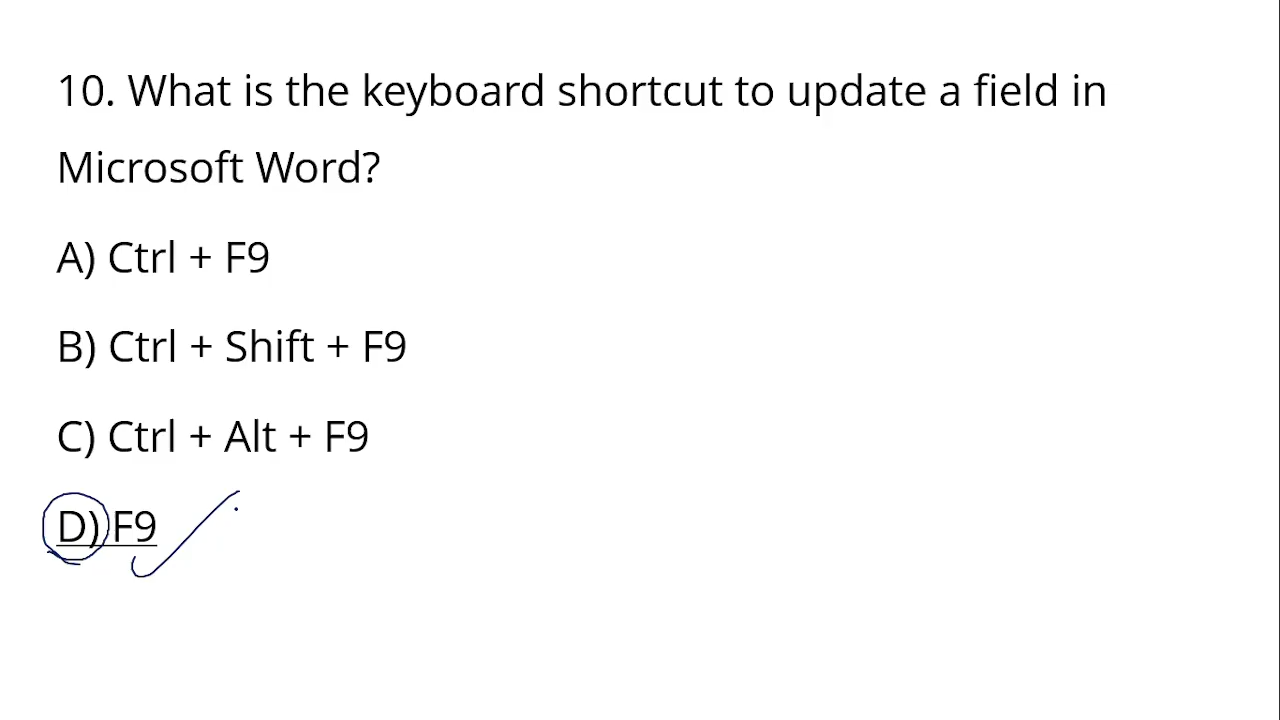 10. What is the keyboard shortcut to update a field in
Microsoft Word?
A) Ctrl + F9
B) Ctrl + Shift + F9
C) Ctrl + Alt + F9
D) F9